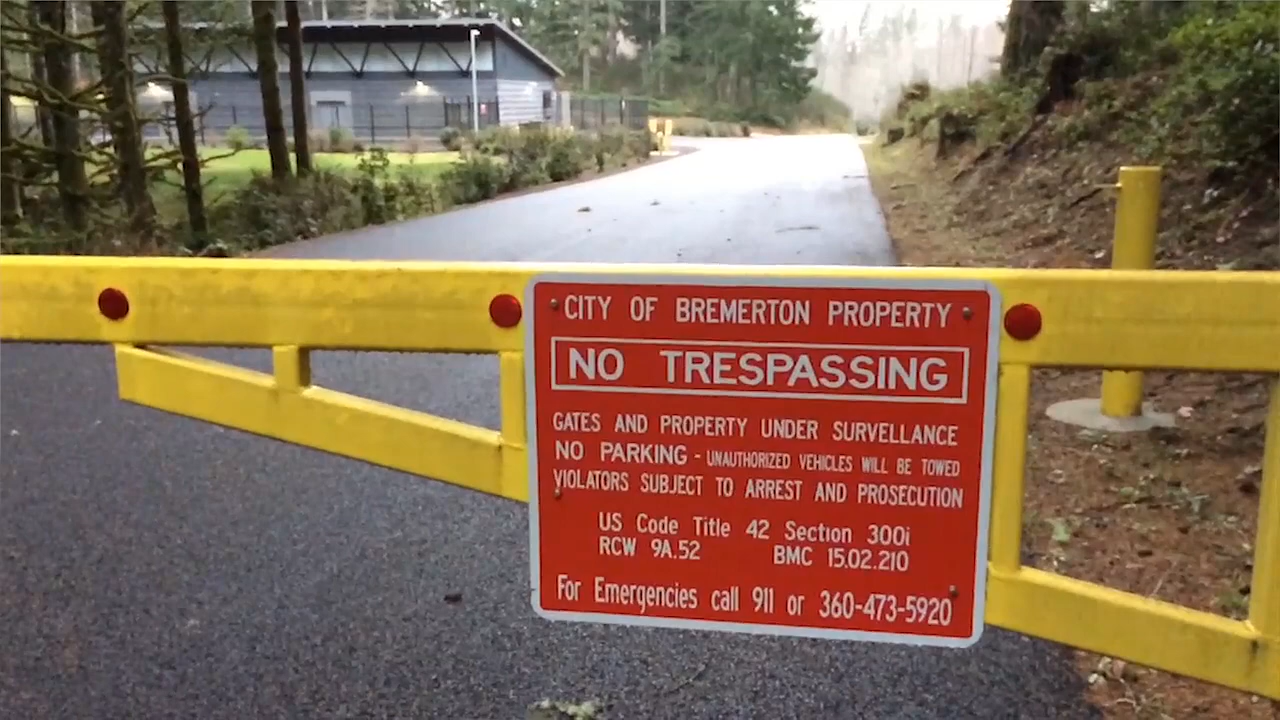 CITY OF BREMERTON PROPERTY
NO TRESPASSING
GATES AND PROPERTY UNDER SURVELLANCE
NO PARKING - UNAUTHORIZED VEHICLES WILL BE TOWED
VIOLATORS SUBJECT TO ARREST AND PROSECUTION
US Code Title 42 Section 300i
RCW 9A.52 BMC 15.02.210
For Emergencies call 911 or 360-473-5920